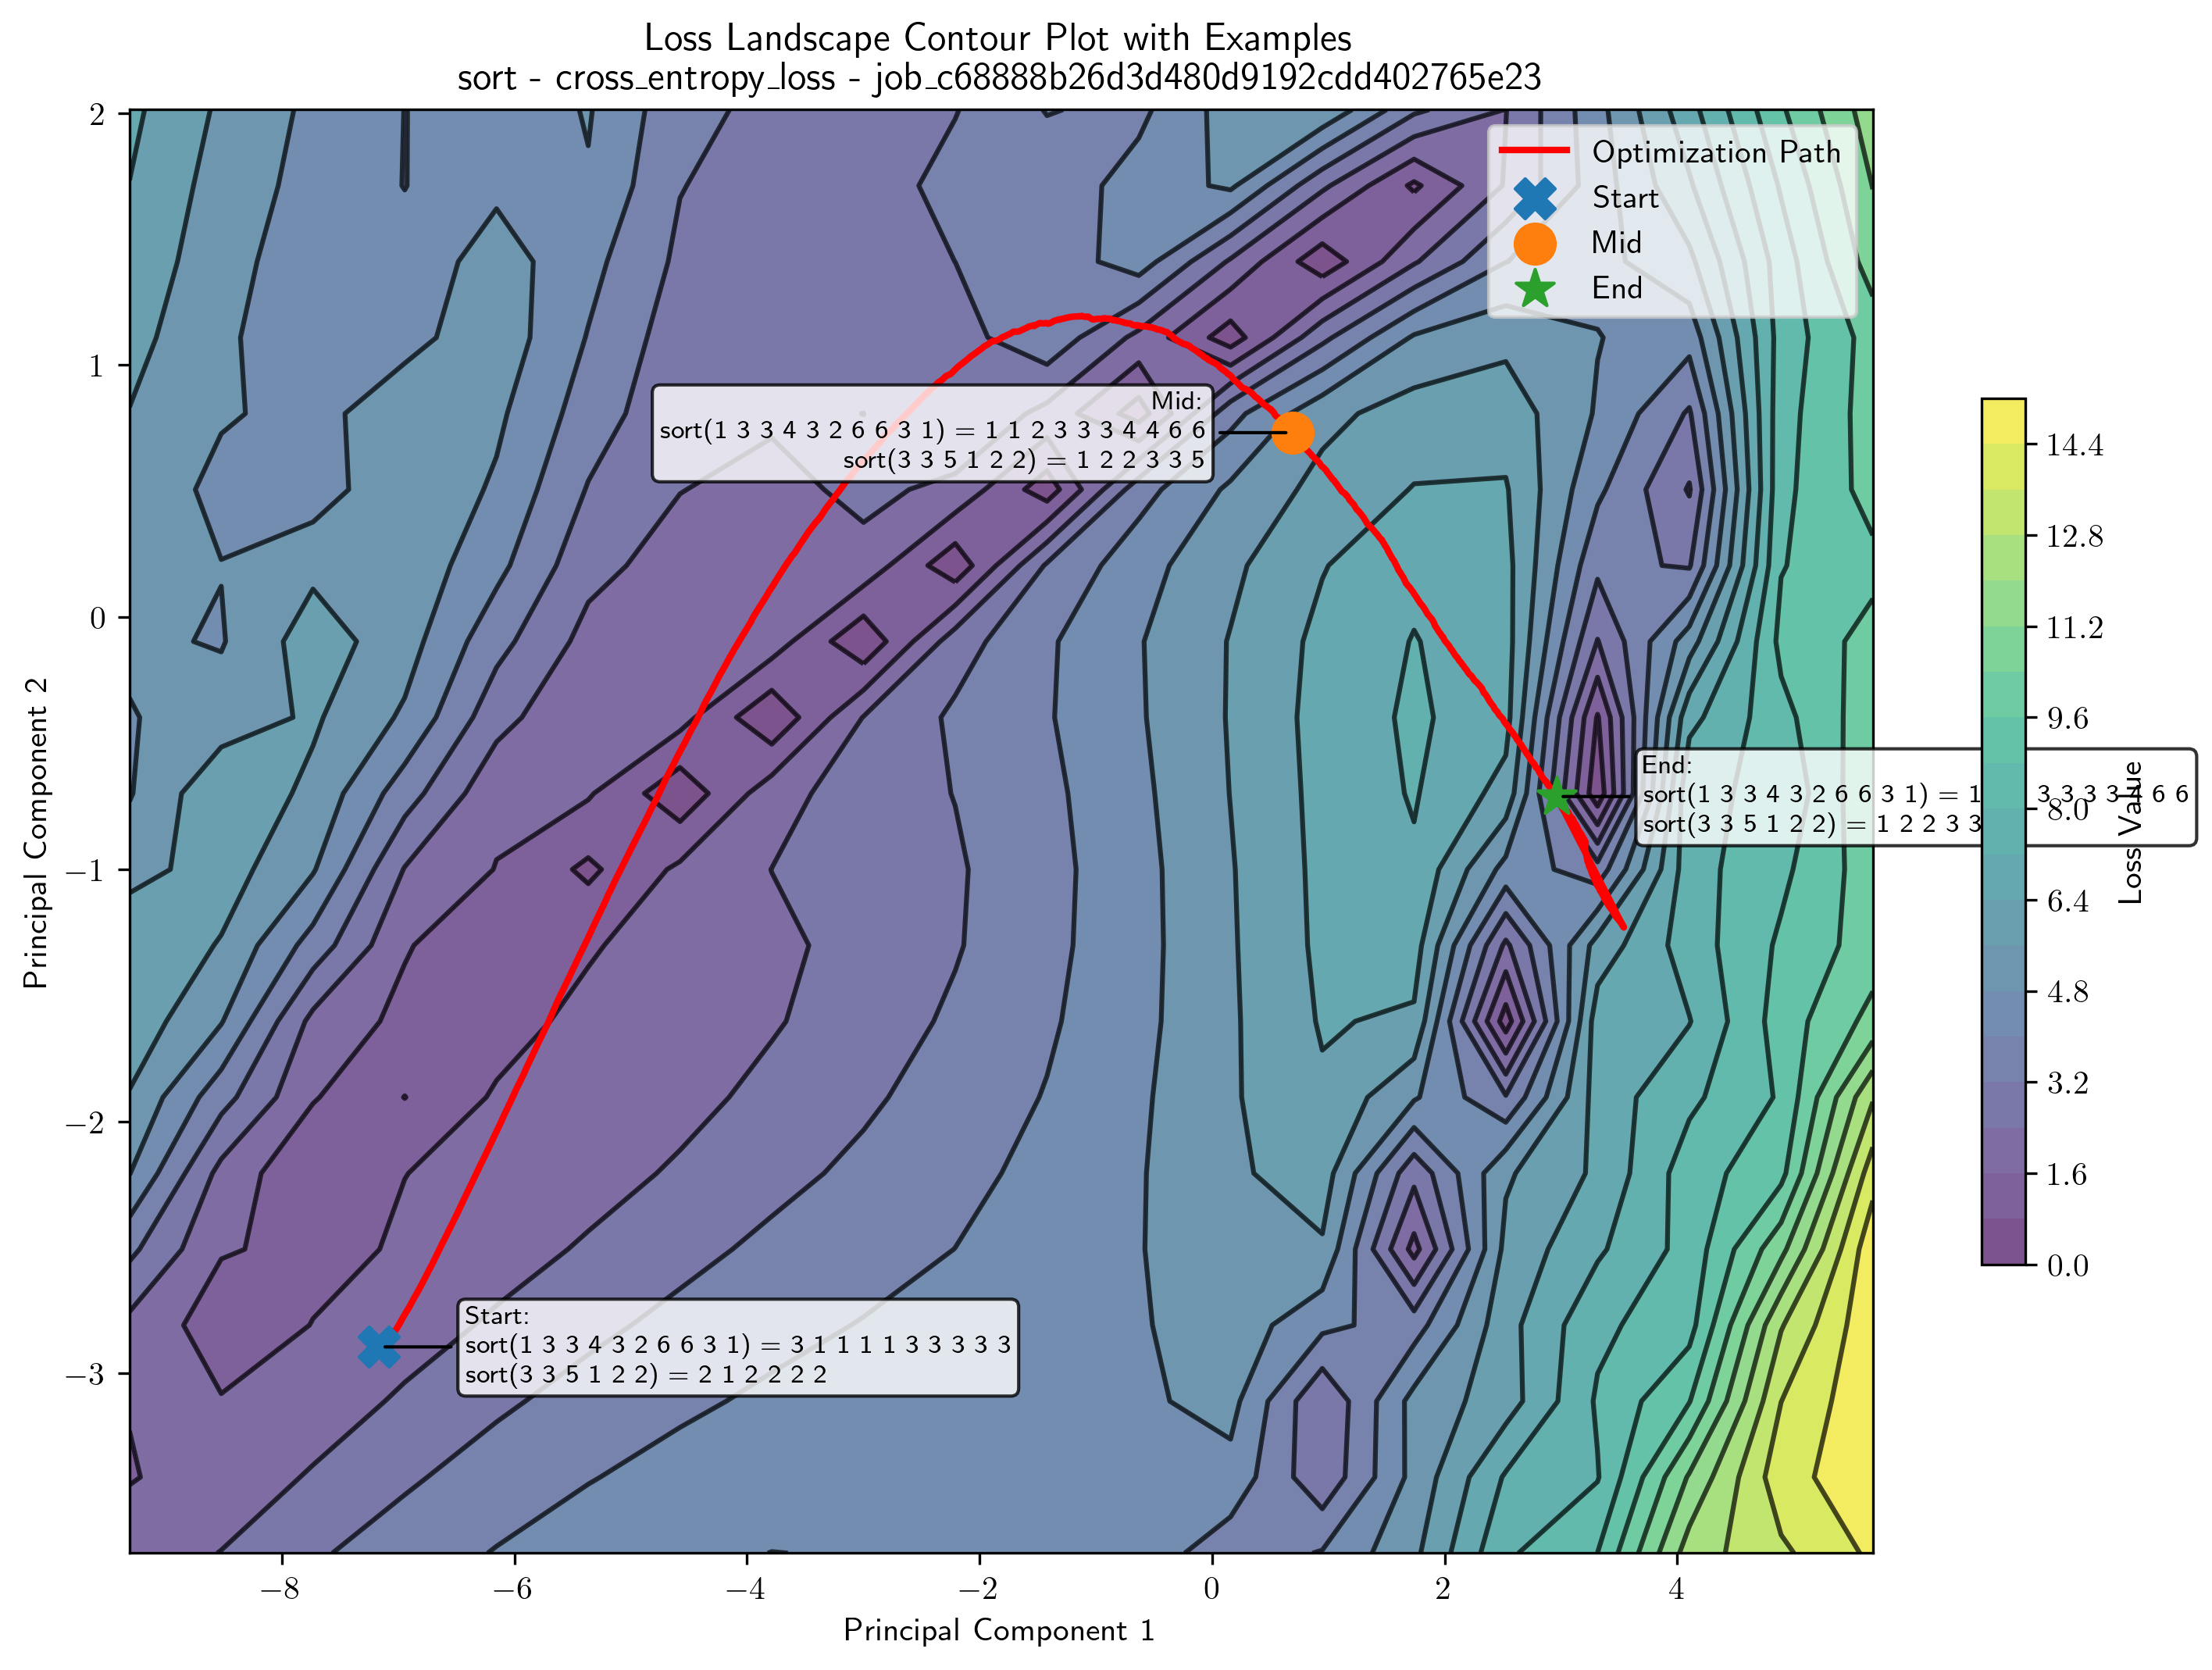 Loss Landscape Contour Plot with Examples
sort - cross_entropy_loss - job_c68888b26d3d480d9192cdd402765e23
Optimization Path
Start
Mid
End
Mid:
sort(1 3 3 4 3 2 6 6 3 1) = 1 1 2 3 3 3 4 4 6 6
sort(3 3 5 1 2 2) = 1 2 2 3 3 5
End:
sort(1 3 3 4 3 2 6 6 3 1) = 1 3 3 3 3 4 6 6
sort(3 3 5 1 2 2) = 1 2 2 3 3
Start:
sort(1 3 3 4 3 2 6 6 3 1) = 3 1 1 1 1 3 3 3 3 3
sort(3 3 5 1 2 2) = 2 1 2 2 2 2
2
1
0
−1
−2
−3
Principal Component 2
−8
−6
−4
−2
0
2
4
Principal Component 1
14.4
12.8
11.2
9.6
8.0
6.4
4.8
3.2
1.6
0.0
Loss Value